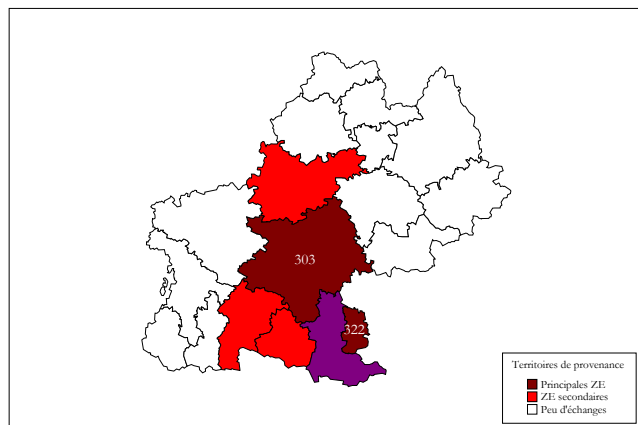 303
322
Territoires de provenance
Principales ZE
ZE secondaires
Peu d'échanges